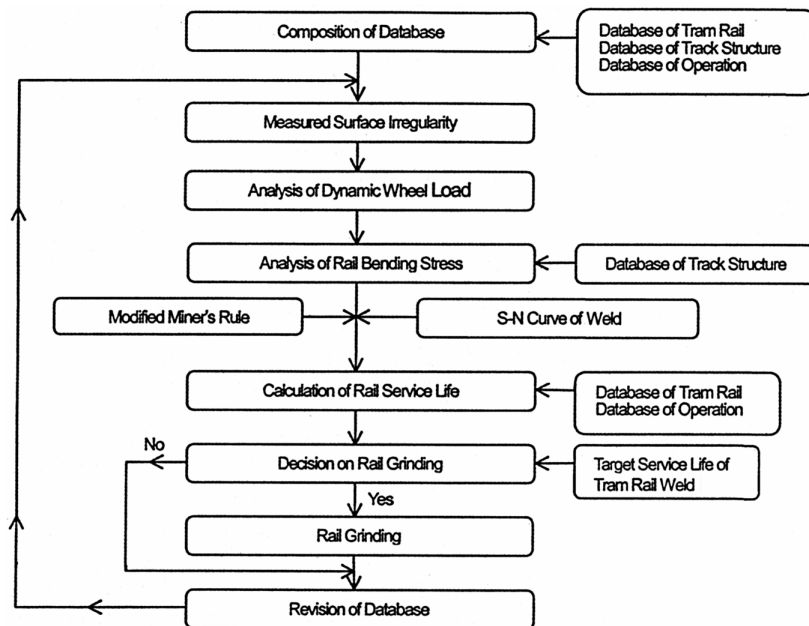 Composition of Database
Database of Tram Rail
Database of Track Structure
Database of Operation
Measured Surface Irregularity
Analysis of Dynamic Wheel Load
Analysis of Rail Bending Stress
Database of Track Structure
Modified Miner's Rule
S-N Curve of Weld
Calculation of Rail Service Life
Database of Tram Rail
Database of Operation
No
Decision on Rail Grinding
Target Service Life of
Tram Rail Weld
Yes
Rail Grinding
Revision of Database